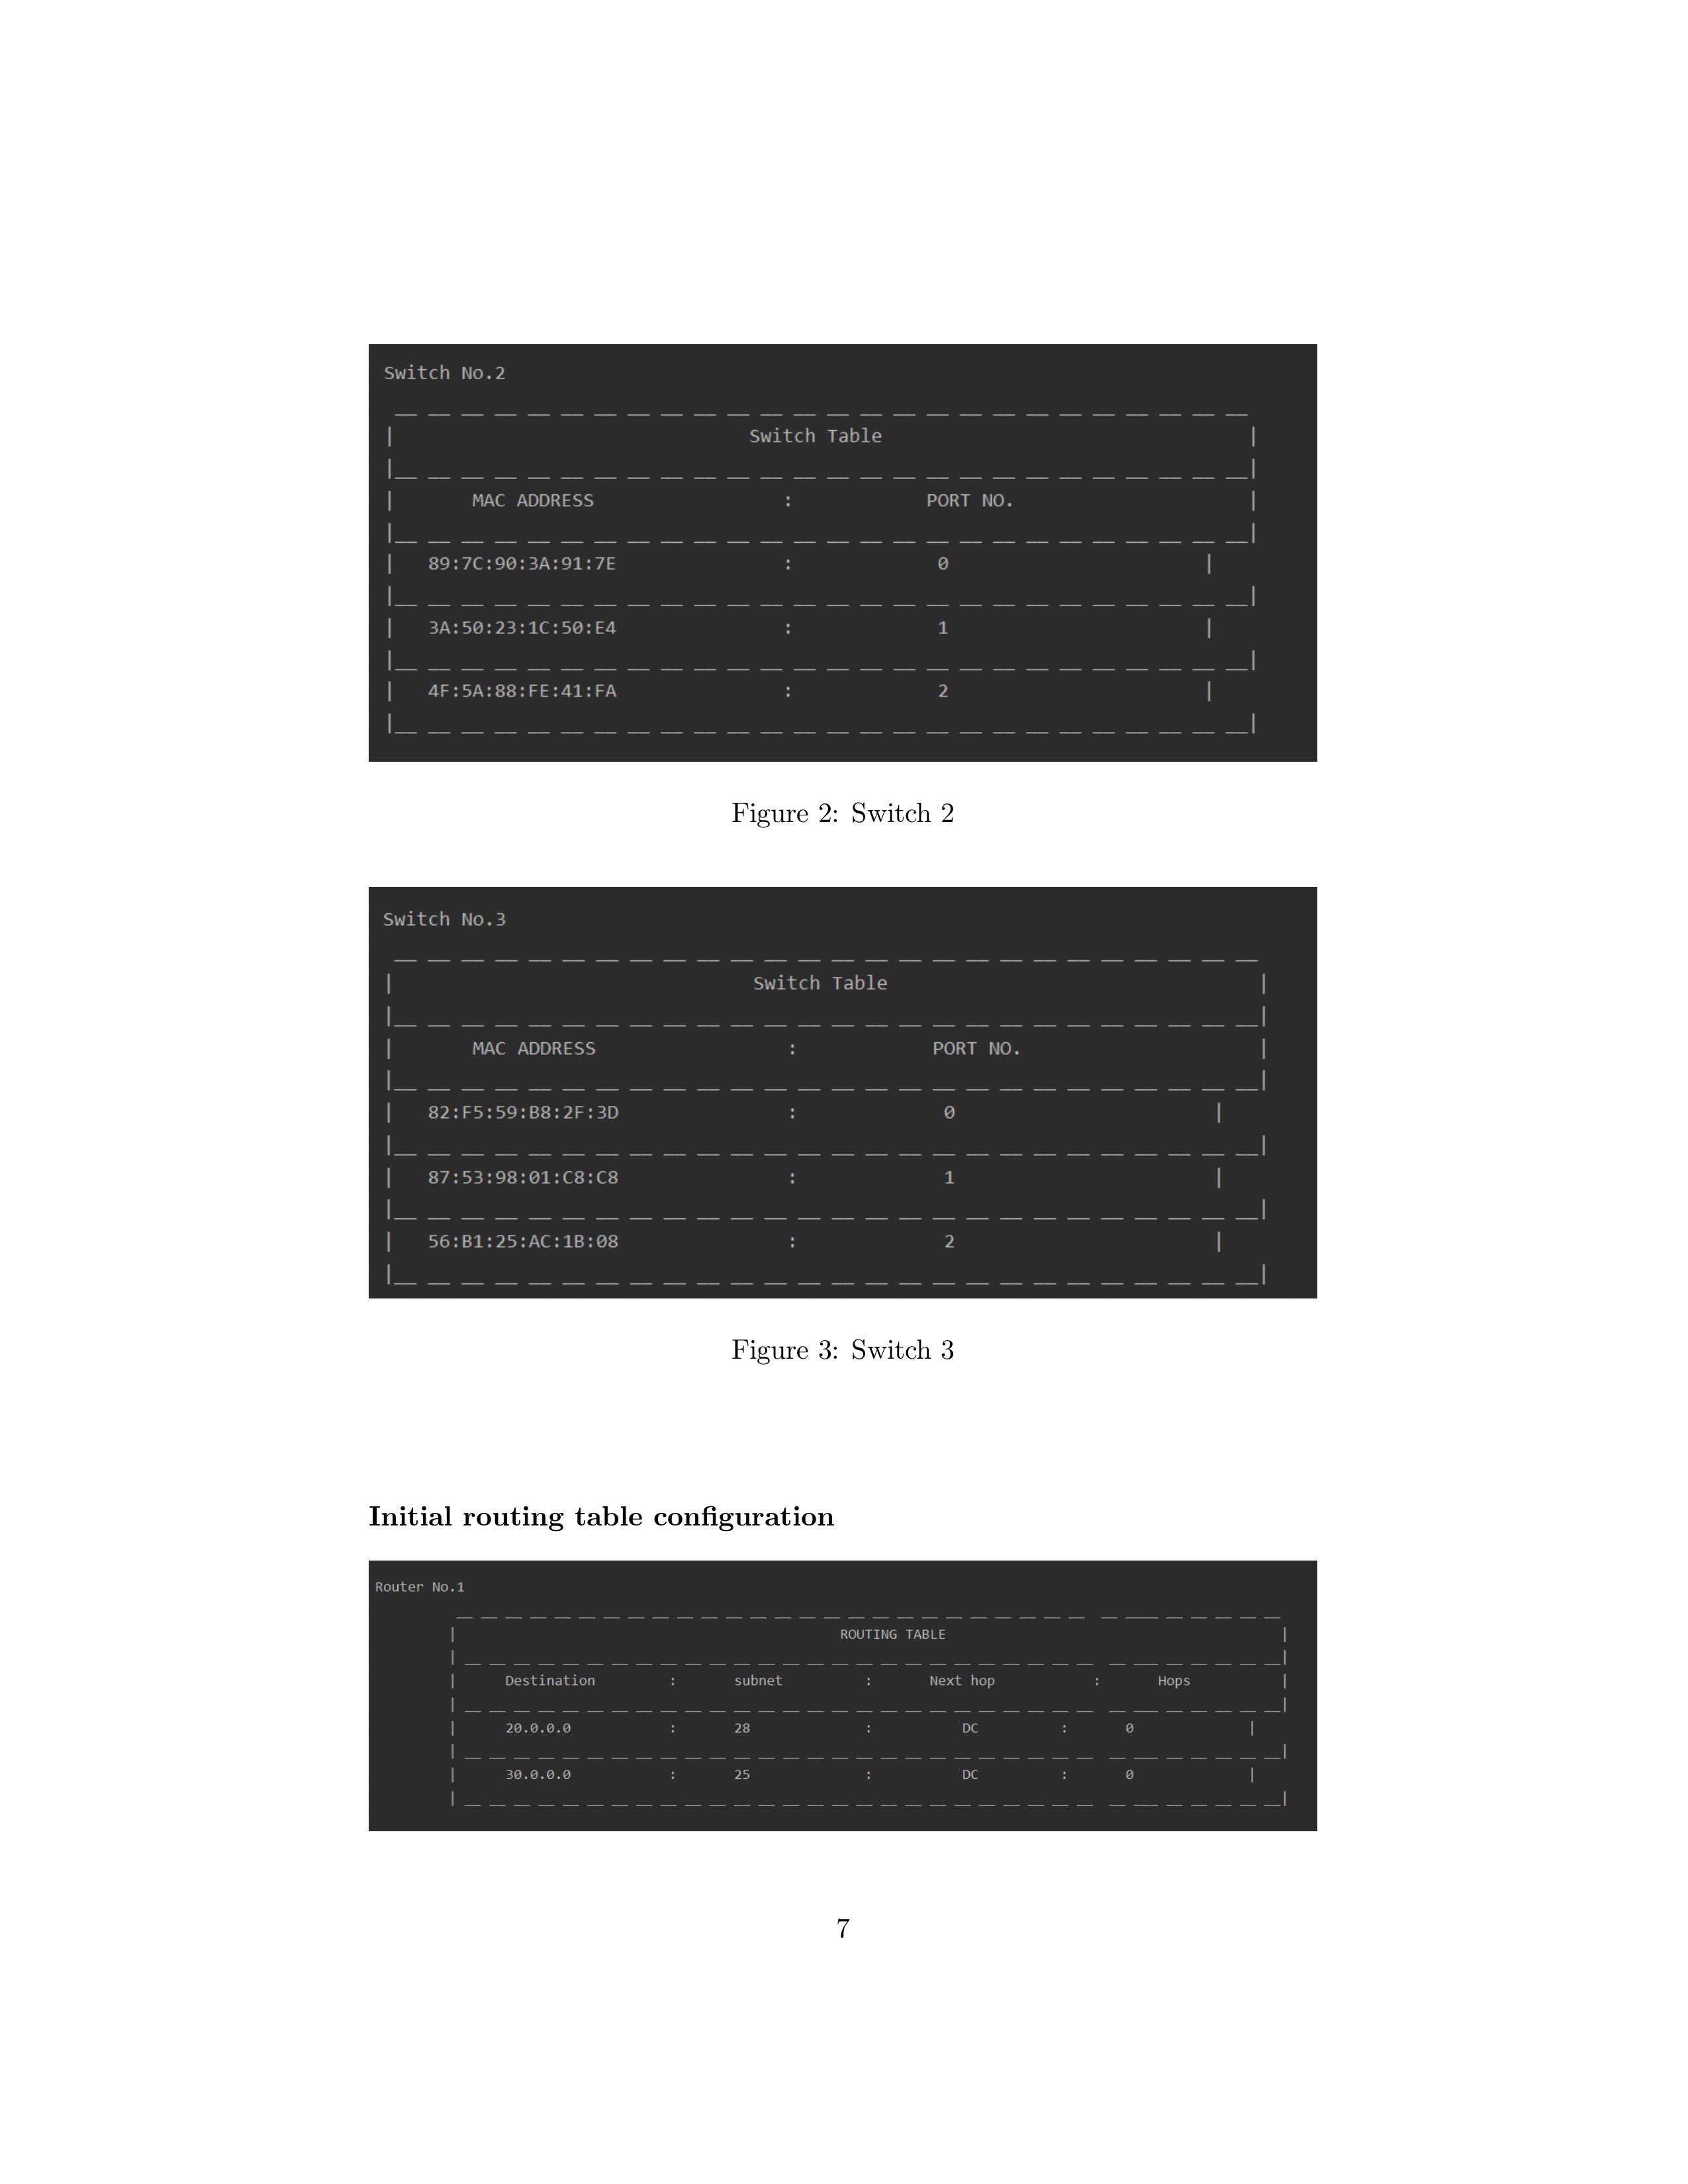 Switch No.2
Switch Table
MAC ADDRESS : PORT NO.
89:7C:90:3A:91:7E : 0
3A:50:23:1C:50:E4 : 1
4F:5A:88:FE:41:FA : 2
Figure 2: Switch 2
Switch No.3
Switch Table
MAC ADDRESS : PORT NO.
82:F5:59:B8:2F:3D : 0
87:53:98:01:C8:C8 : 1
56:B1:25:AC:1B:08 : 2
Figure 3: Switch 3
Initial routing table configuration
Router No.1
ROUTING TABLE
Destination : subnet : Next hop : Hops
20.0.0.0 : 28 : DC : 0
30.0.0.0 : 25 : DC : 0
7